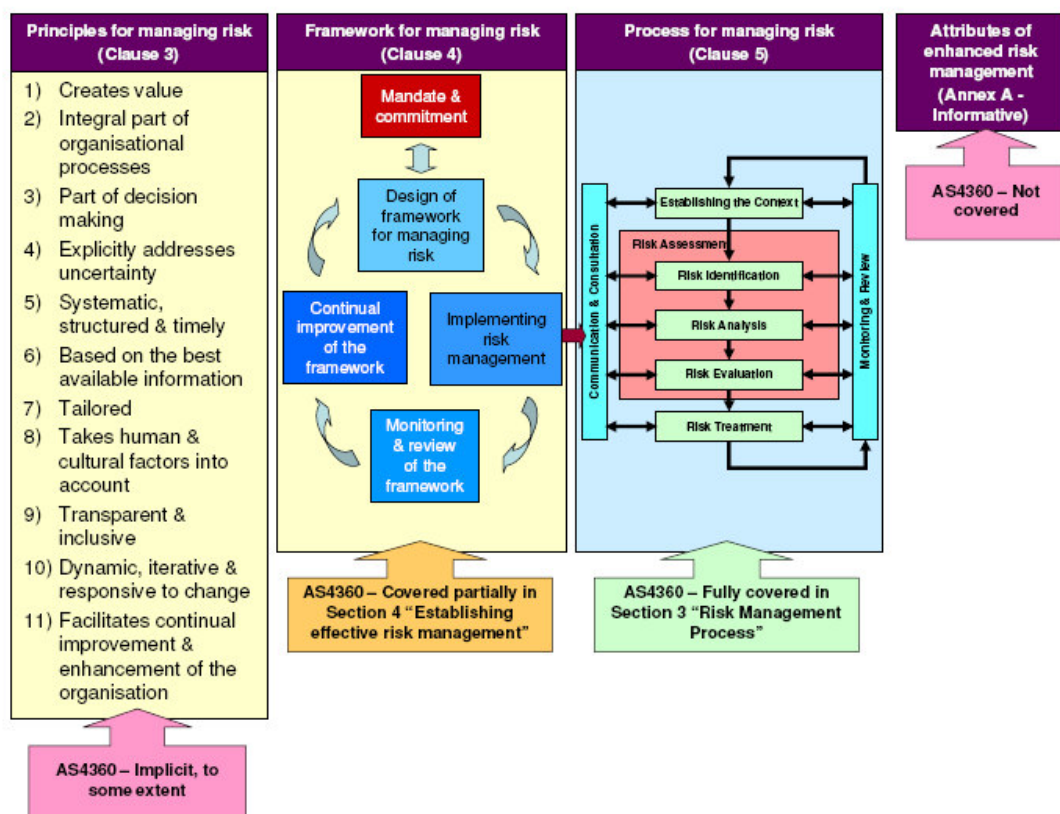 Principles for managing risk
(Clause 3)
1) Creates value
2) Integral part of
organisational
processes
3) Part of decision
making
4) Explicitly addresses
uncertainty
5) Systematic,
structured & timely
6) Based on the best
available information
7) Tailored
8) Takes human &
cultural factors into
account
9) Transparent &
inclusive
10) Dynamic, iterative &
responsive to change
11) Facilitates continual
improvement &
enhancement of the
organisation
AS4360 – Implicit, to
some extent
Framework for managing risk
(Clause 4)
Mandate &
commitment
Design of
framework
for managing
risk
Continual
improvement
of the
framework
Implementing
risk
management
Monitoring
& review
of the
framework
AS4360 – Covered partially in
Section 4 “Establishing
effective risk management”
Process for managing risk
(Clause 5)
Communication & Consultation
Establishing the Context
Risk Assessment
Risk Identification
Risk Analysis
Risk Evaluation
Risk Treatment
Monitoring & Review
AS4360 – Fully covered in
Section 3 “Risk Management
Process”
Attributes of
enhanced risk
management
(Annex A -
Informative)
AS4360 – Not
covered